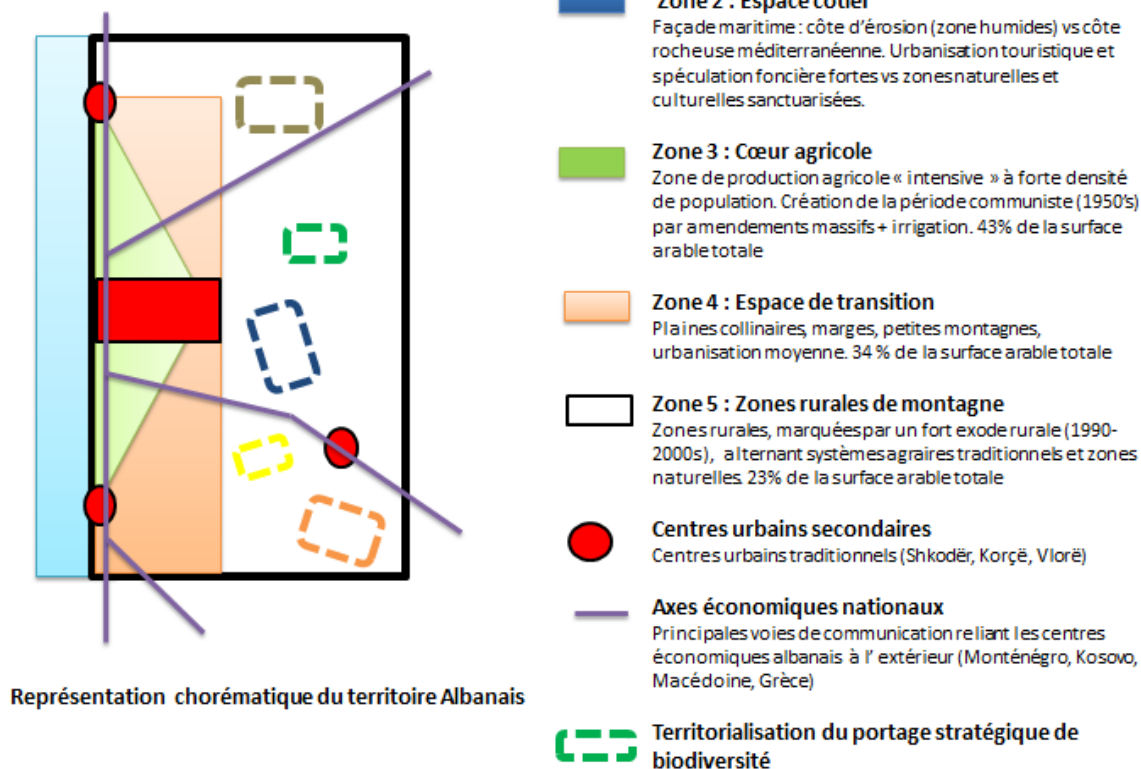 Zone 2 : Espace côtier
Façade maritime : côte d'érosion (zone humides) vs côte
rocheuse méditerranéenne. Urbanisation touristique et
spéculation foncière fortes vs zones naturelles et
culturelles sanctuarisées.
Zone 3 : Cœur agricole
Zone de production agricole « intensive » à forte densité
de population. Création de la période communiste (1950's)
par amendements massifs + irrigation. 43% de la surface
arable totale
Zone 4 : Espace de transition
Plaines collinaires, marges, petites montagnes,
urbanisation moyenne. 34 % de la surface arable totale
Zone 5 : Zones rurales de montagne
Zones rurales, marquées par un fort exode rurale (1990-
2000s), alternant systèmes agraires traditionnels et zones
naturelles. 23% de la surface arable totale
Centres urbains secondaires
Centres urbains traditionnels (Shkodër, Korçë, Vlorë)
Axes économiques nationaux
Principales voies de communication reliant les centres
économiques albanais à l' extérieur (Monténégro, Kosovo,
Macédoine, Grèce)
Territorialisation du portage stratégique de
biodiversité
Représentation chorématique du territoire Albanais